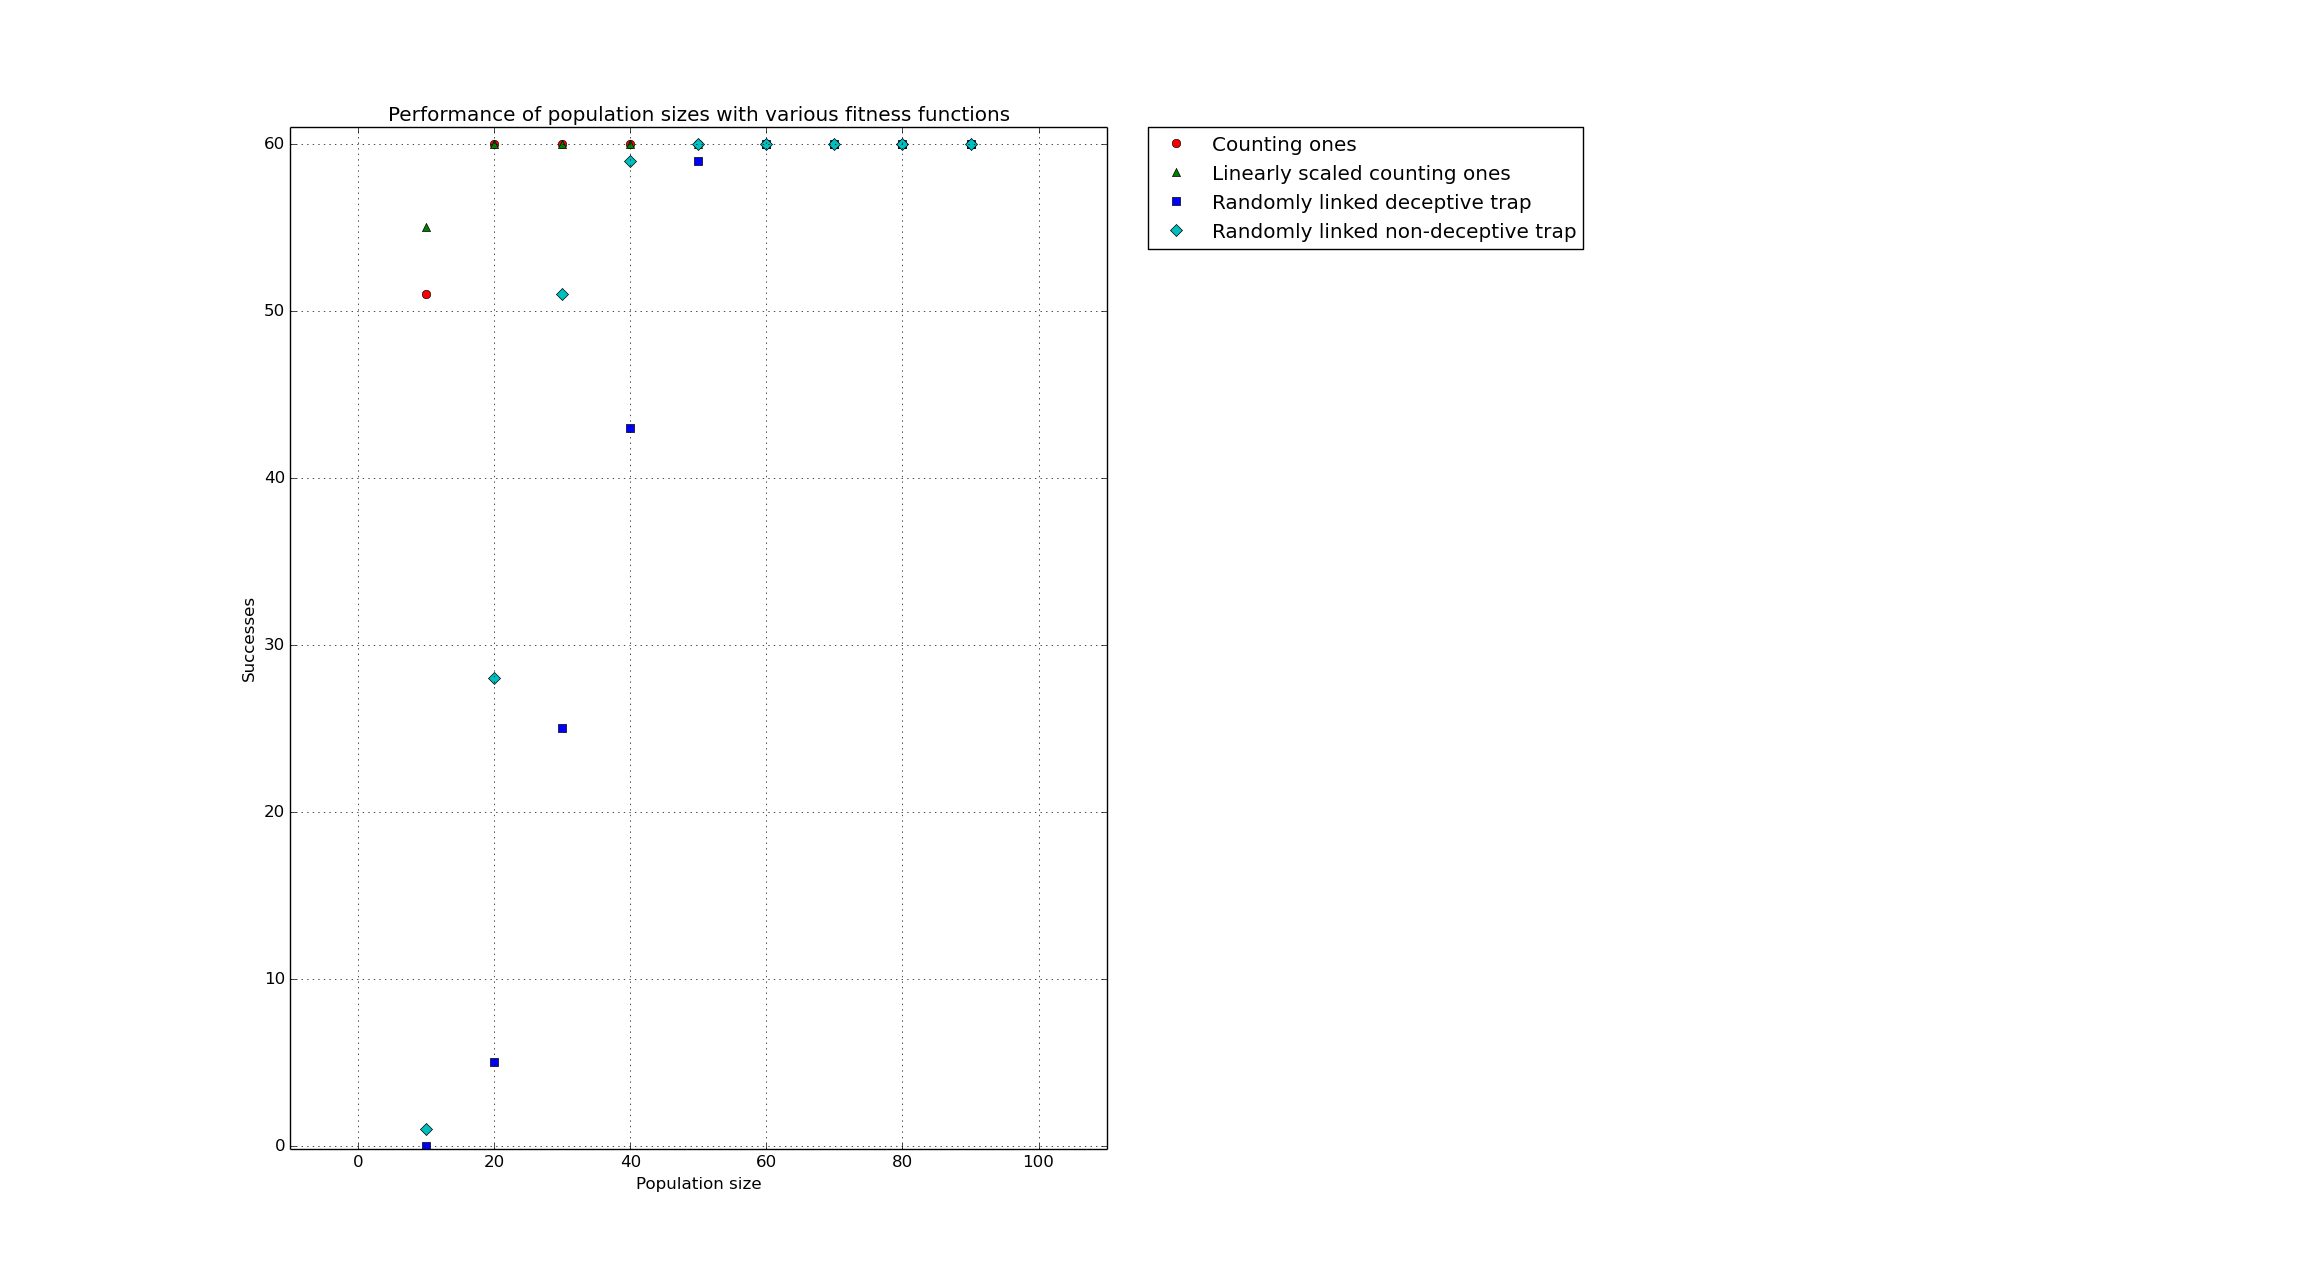 Performance of population sizes with various fitness functions
60
50
40
30
20
10
0
Successes
0 20 40 60 80 100
Population size
Counting ones
Linearly scaled counting ones
Randomly linked deceptive trap
Randomly linked non-deceptive trap